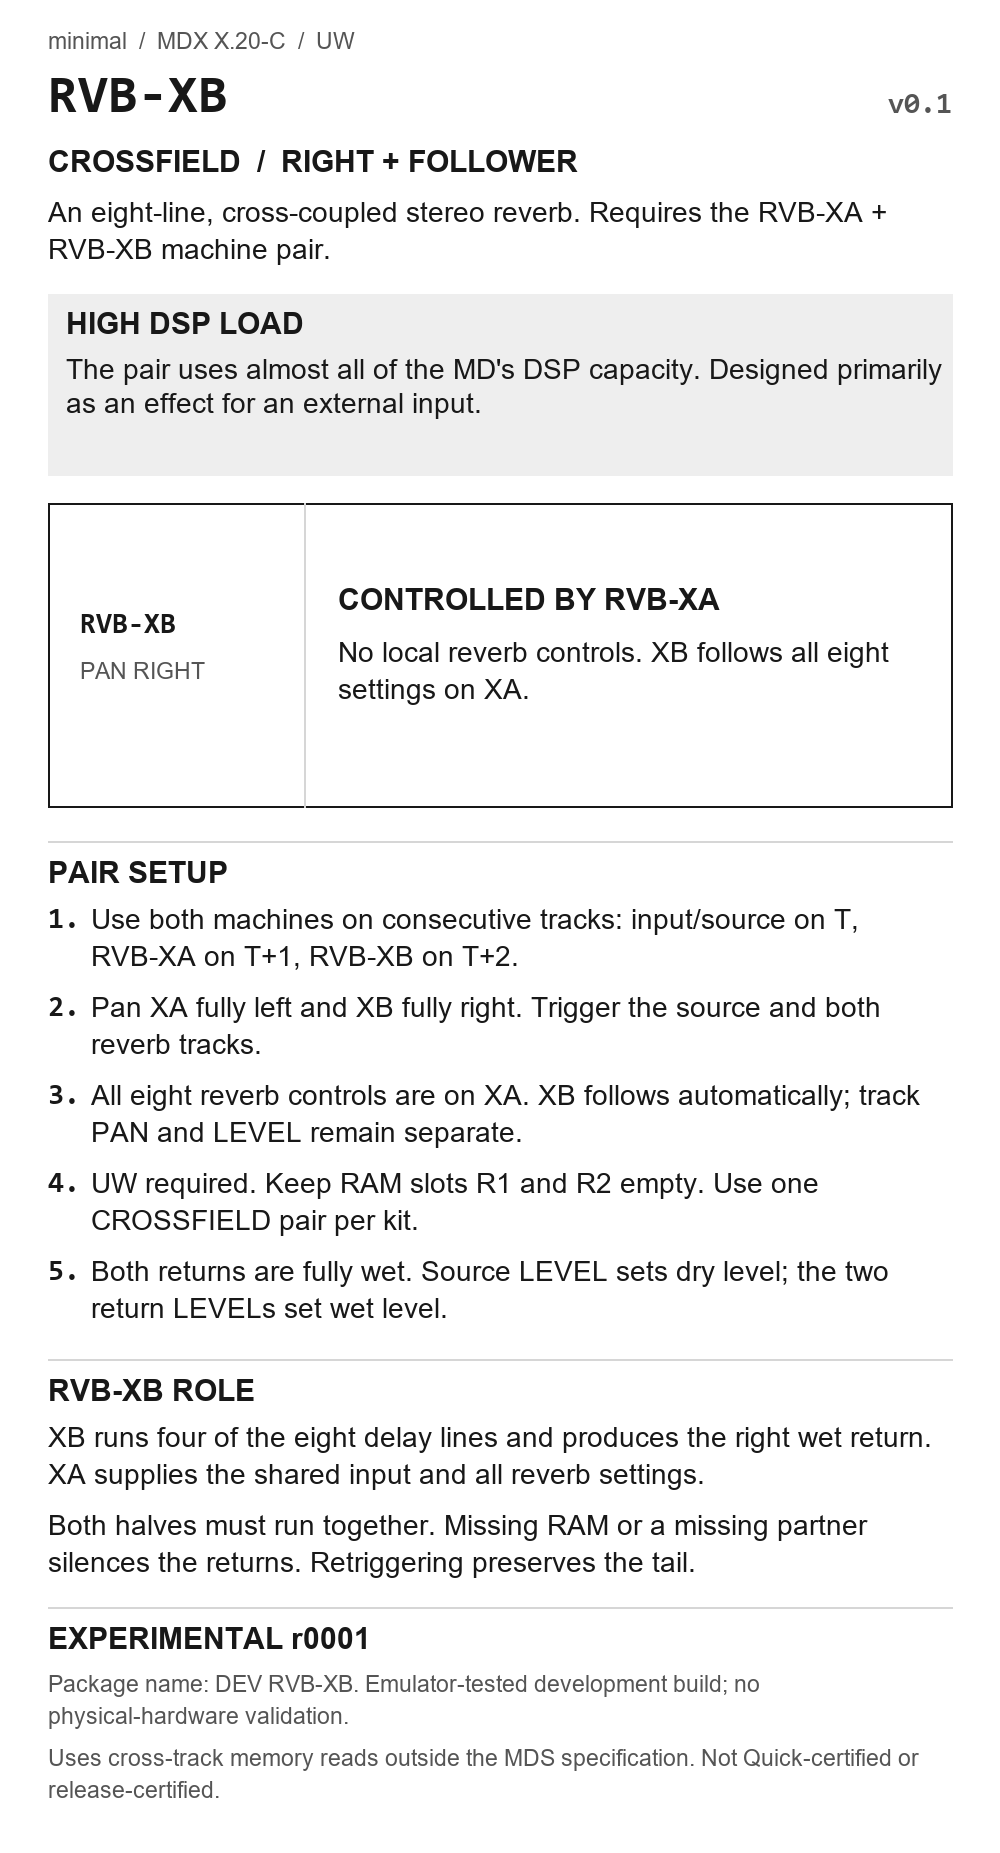 minimal / MDX X.20-C / UW
RVB-XB
v0.1
CROSSFIELD / RIGHT + FOLLOWER
An eight-line, cross-coupled stereo reverb. Requires the RVB-XA +
RVB-XB machine pair.
HIGH DSP LOAD
The pair uses almost all of the MD's DSP capacity. Designed primarily
as an effect for an external input.
RVB-XB
PAN RIGHT
CONTROLLED BY RVB-XA
No local reverb controls. XB follows all eight
settings on XA.
PAIR SETUP
1. Use both machines on consecutive tracks: input/source on T,
RVB-XA on T+1, RVB-XB on T+2.
2. Pan XA fully left and XB fully right. Trigger the source and both
reverb tracks.
3. All eight reverb controls are on XA. XB follows automatically; track
PAN and LEVEL remain separate.
4. UW required. Keep RAM slots R1 and R2 empty. Use one
CROSSFIELD pair per kit.
5. Both returns are fully wet. Source LEVEL sets dry level; the two
return LEVELs set wet level.
RVB-XB ROLE
XB runs four of the eight delay lines and produces the right wet return.
XA supplies the shared input and all reverb settings.
Both halves must run together. Missing RAM or a missing partner
silences the returns. Retriggering preserves the tail.
EXPERIMENTAL r0001
Package name: DEV RVB-XB. Emulator-tested development build; no
physical-hardware validation.
Uses cross-track memory reads outside the MDS specification. Not Quick-certified or
release-certified.